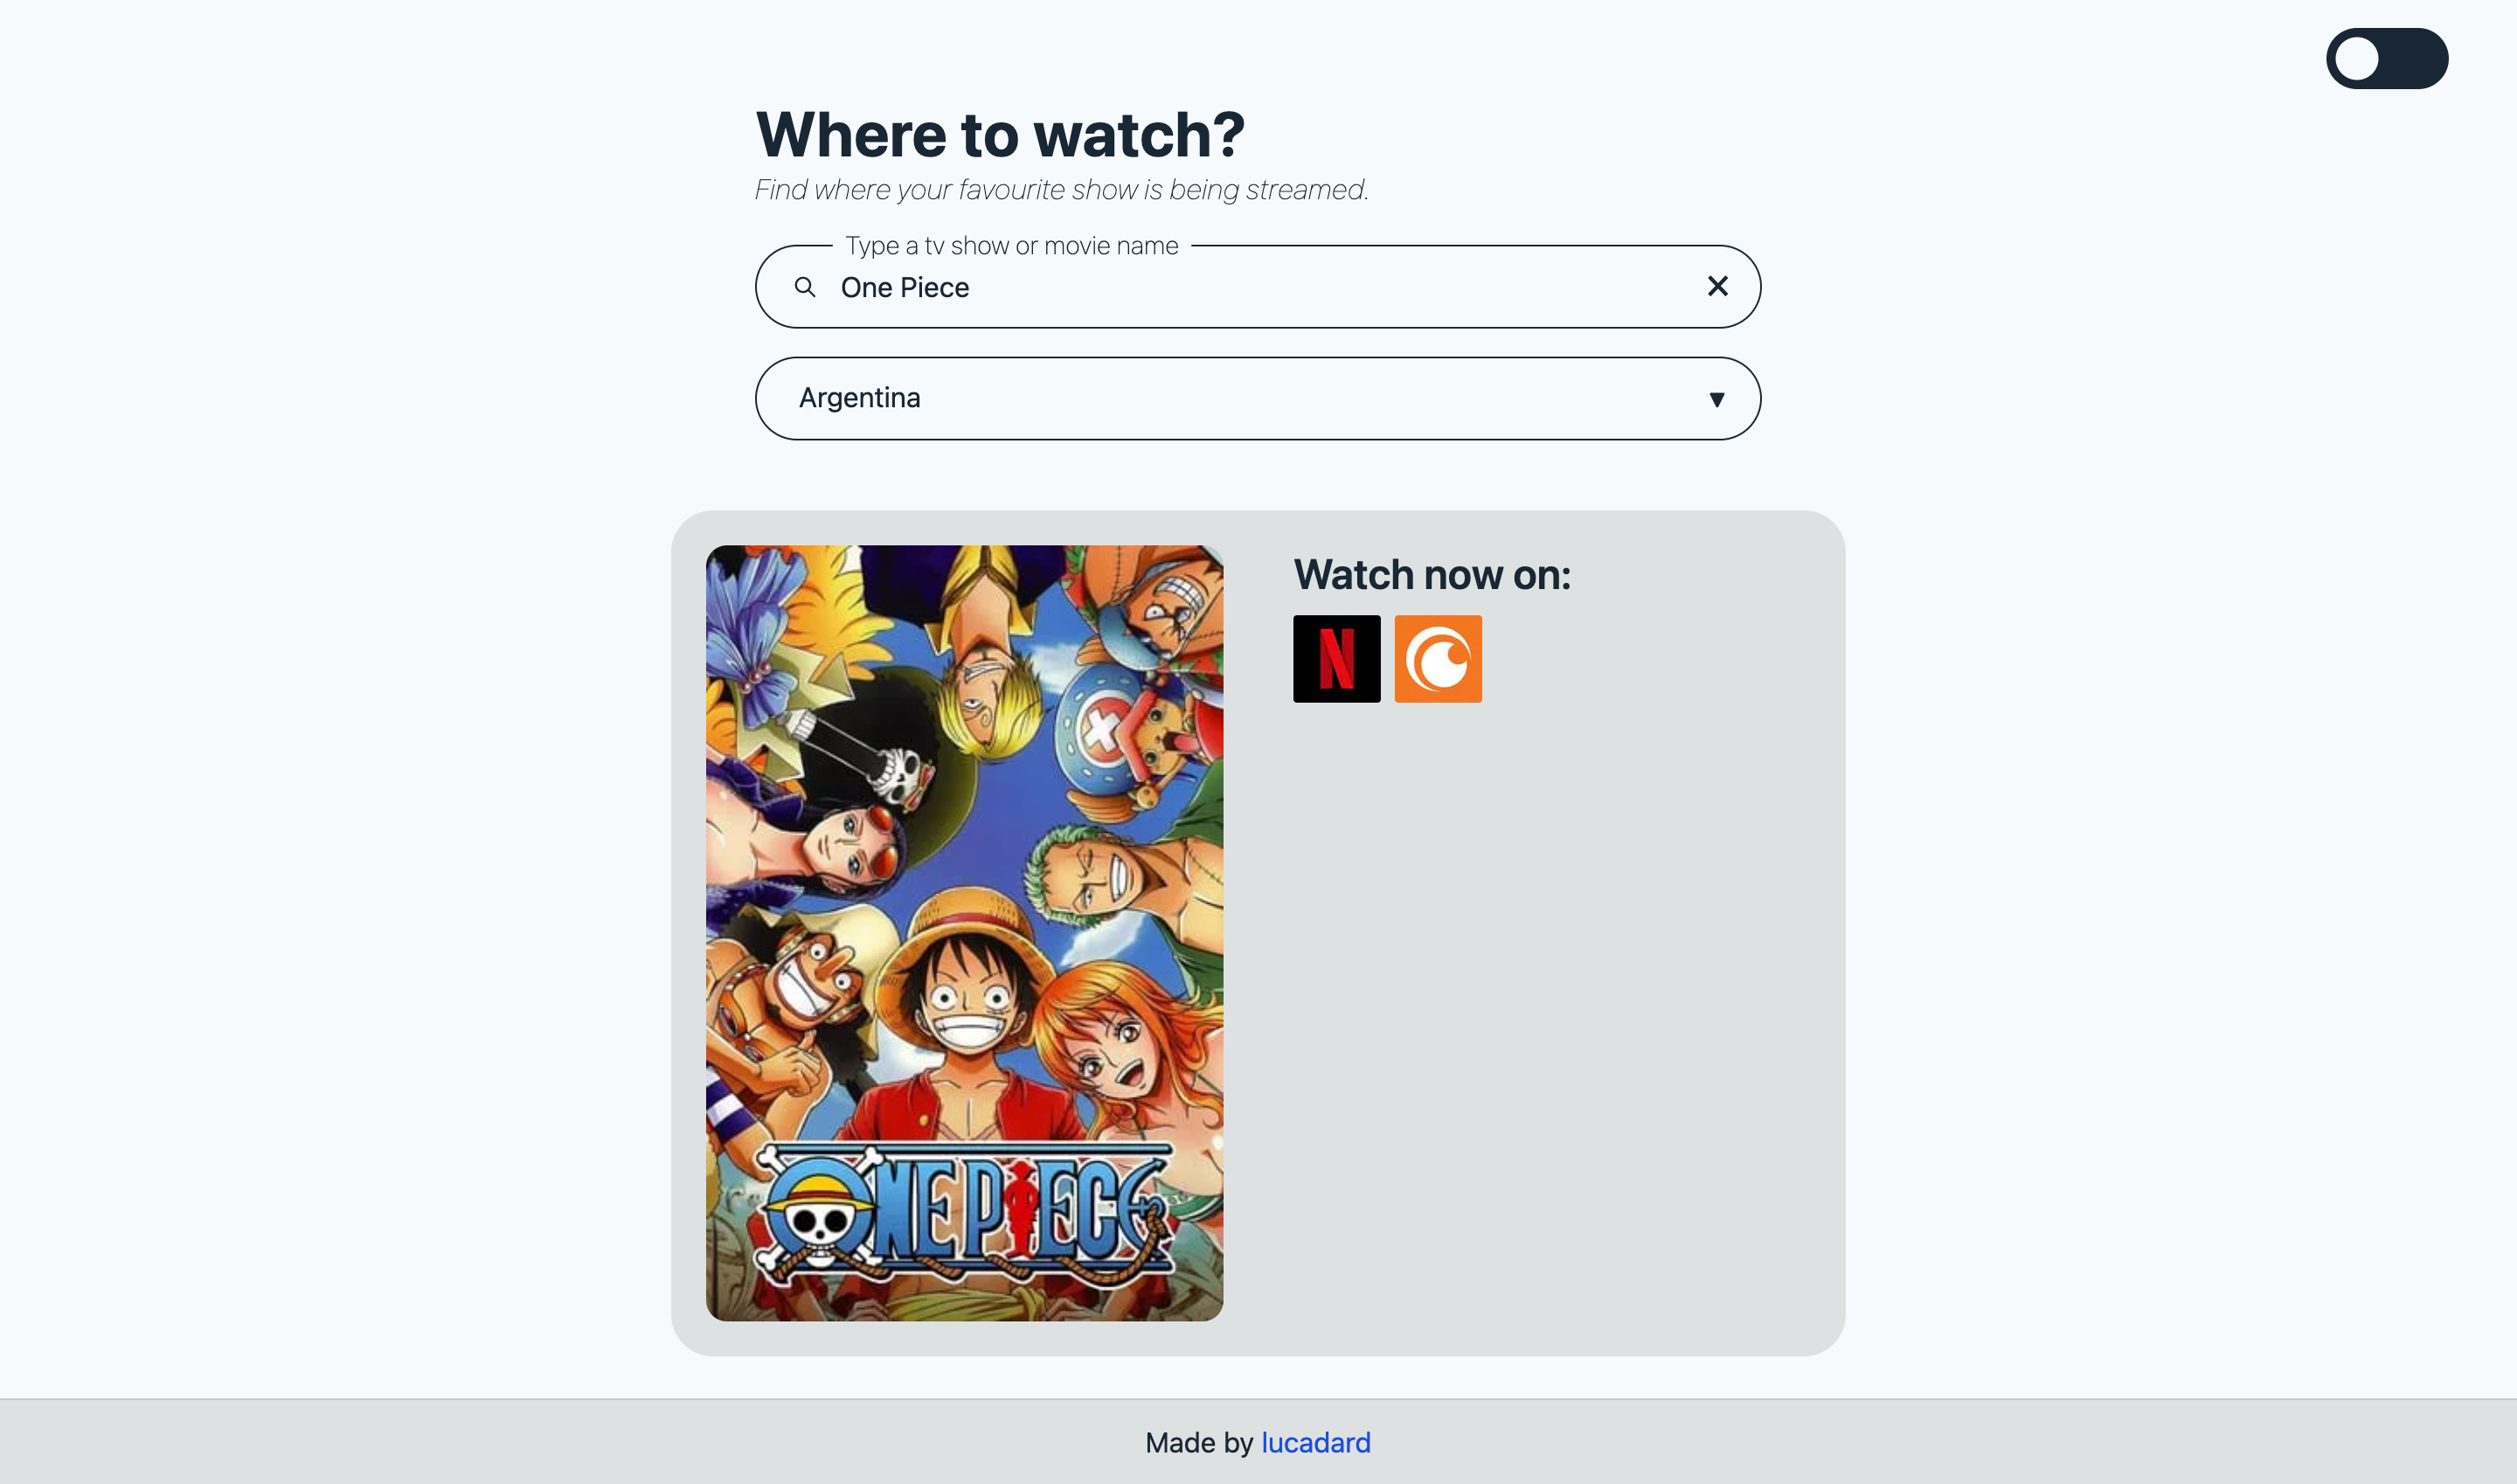 Where to watch?
Find where your favourite show is being streamed.
Type a tv show or movie name
One Piece
Argentina
Watch now on:
N
ONE PIECE
Made by lucadard